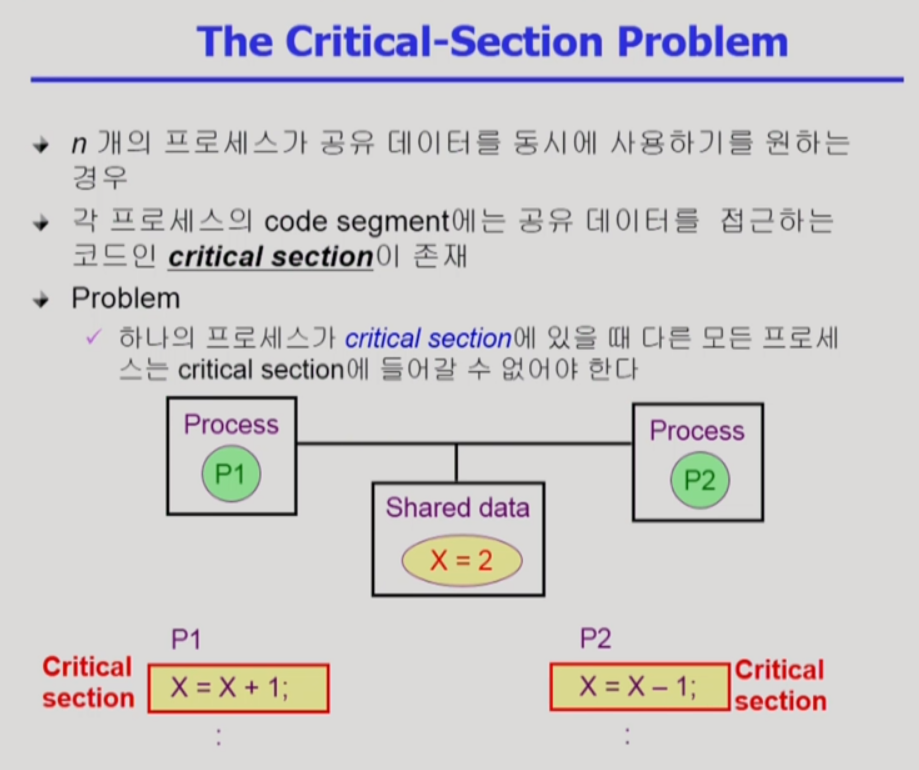 The Critical-Section Problem
n 개의 프로세스가 공유 데이터를 동시에 사용하기를 원하는
경우
각 프로세스의 code segment에는 공유 데이터를 접근하는
코드인 critical section이 존재
Problem
✓ 하나의 프로세스가 critical section에 있을 때 다른 모든 프로세
스는 critical section에 들어갈 수 없어야 한다
Process
P1
Process
P2
Shared data
X = 2
P1
Critical
section
X = X + 1;
:
P2
X = X – 1;
Critical
section
: